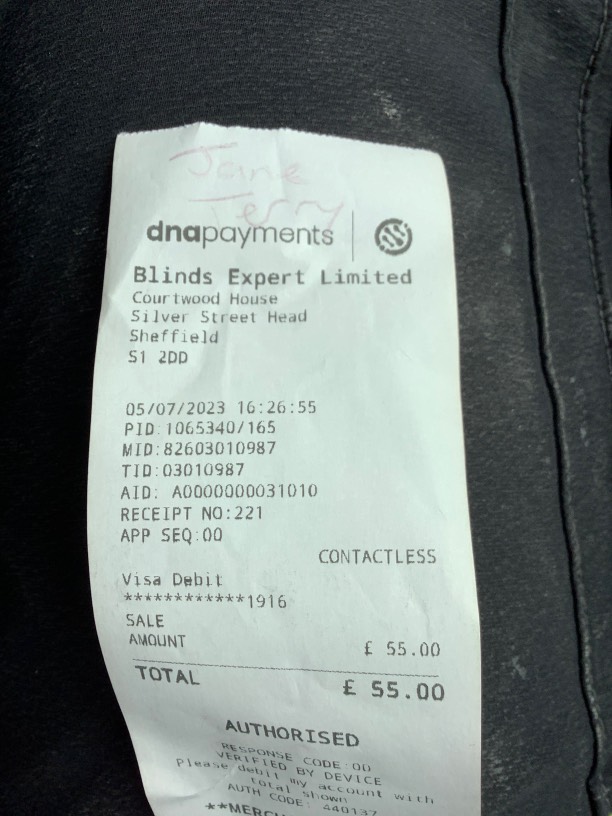 Jane
Terry
dnapayments
Blinds Expert Limited
Courtwood House
Silver Street Head
Sheffield
S1 2DD
05/07/2023 16:26:55
PID:1065340/165
MID:82603010987
TID:03010987
AID: A0000000031010
RECEIPT NO:221
APP SEQ:00
CONTACTLESS
Visa Debit
************1916
SALE
AMOUNT £ 55.00
TOTAL £ 55.00
AUTHORISED
RESPONSE CODE:00
VERIFIED BY DEVICE
Please debit my account with
total shown
AUTH CODE: 440137